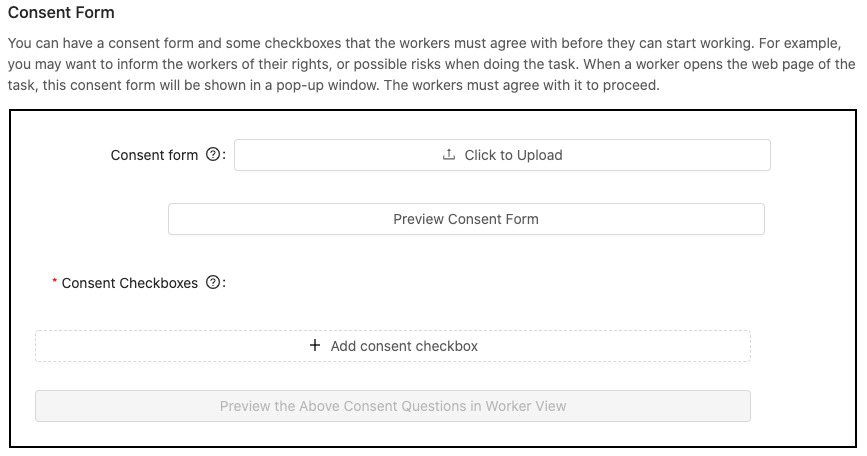 Consent Form
You can have a consent form and some checkboxes that the workers must agree with before they can start working. For example,
you may want to inform the workers of their rights, or possible risks when doing the task. When a worker opens the web page of the
task, this consent form will be shown in a pop-up window. The workers must agree with it to proceed.
Consent form ?: Click to Upload
Preview Consent Form
* Consent Checkboxes ?:
+ Add consent checkbox
Preview the Above Consent Questions in Worker View